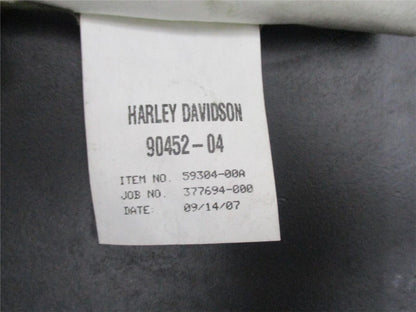 HARLEY DAVIDSON
90452-04
ITEM NO. 59304-00A
JOB NO. 377694-000
DATE: 09/14/07